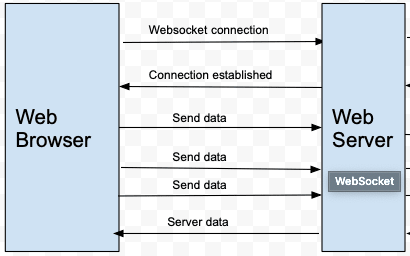 Websocket connection
Connection established
Web
Browser
Send data
Web
Server
Send data
WebSocket
Send data
Server data